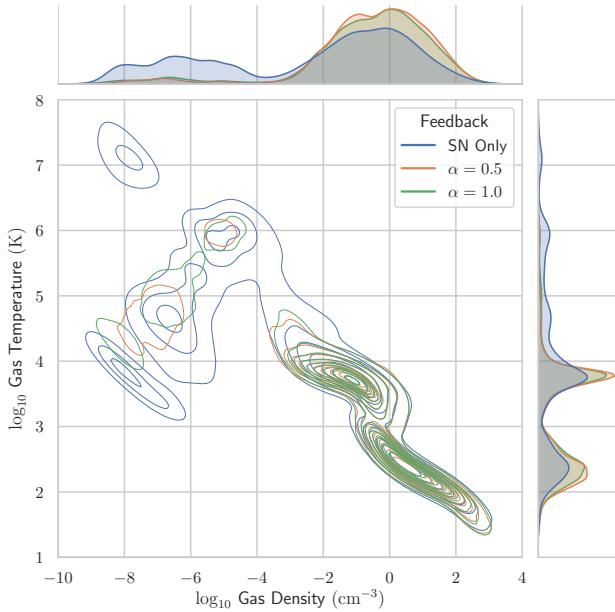 8
7
6
5
4
3
2
1
log₁₀ Gas Temperature (K)
Feedback
SN Only
α = 0.5
α = 1.0
−10 −8 −6 −4 −2 0 2 4
log₁₀ Gas Density (cm⁻³)